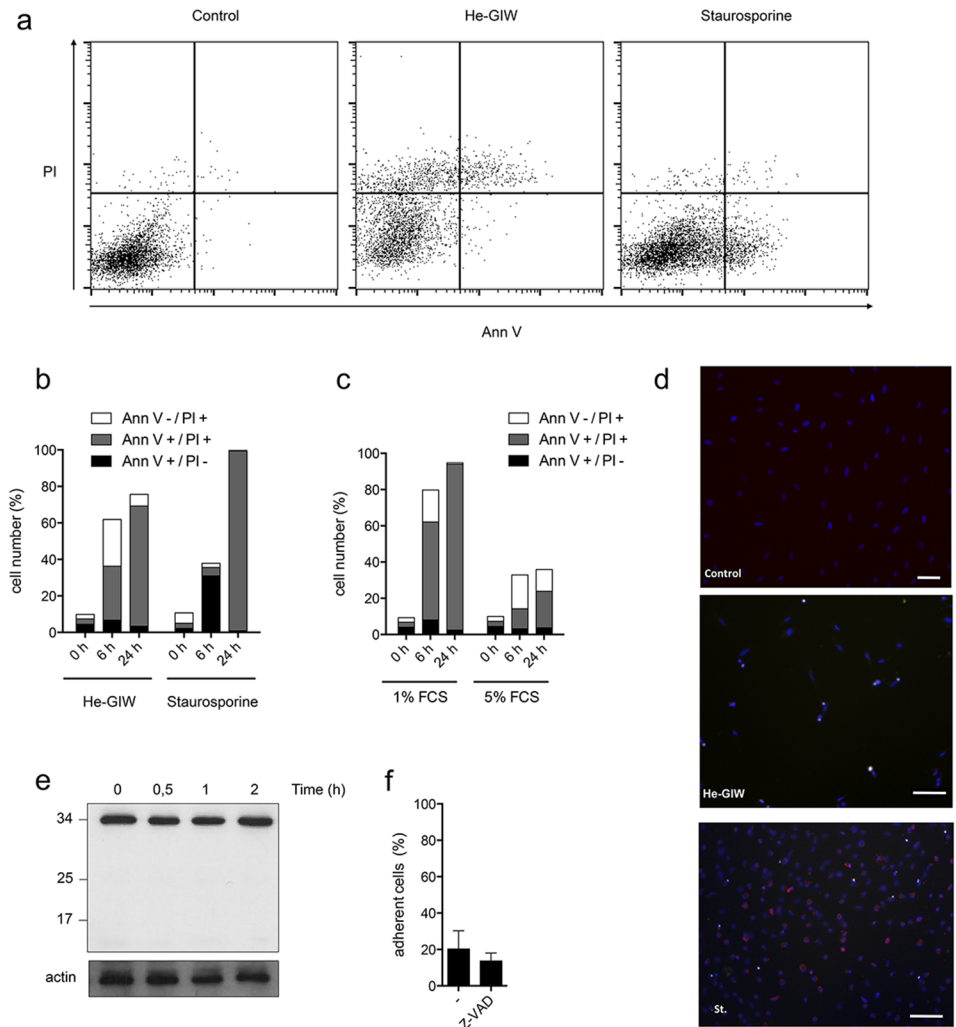 a
Control
He-GIW
Staurosporine
PI
Ann V
b
Ann V - / PI +
Ann V + / PI +
Ann V + / PI -
cell number (%)
100
80
60
40
20
0
0 h
6 h
24 h
0 h
6 h
24 h
He-GIW
Staurosporine
c
Ann V - / PI +
Ann V + / PI +
Ann V + / PI -
cell number (%)
100
80
60
40
20
0
0 h
6 h
24 h
0 h
6 h
24 h
1% FCS
5% FCS
d
Control
He-GIW
St.
e
0 0,5 1 2 Time (h)
34
25
17
actin
f
adherent cells (%)
100
80
60
40
20
0
-
Z-VAD